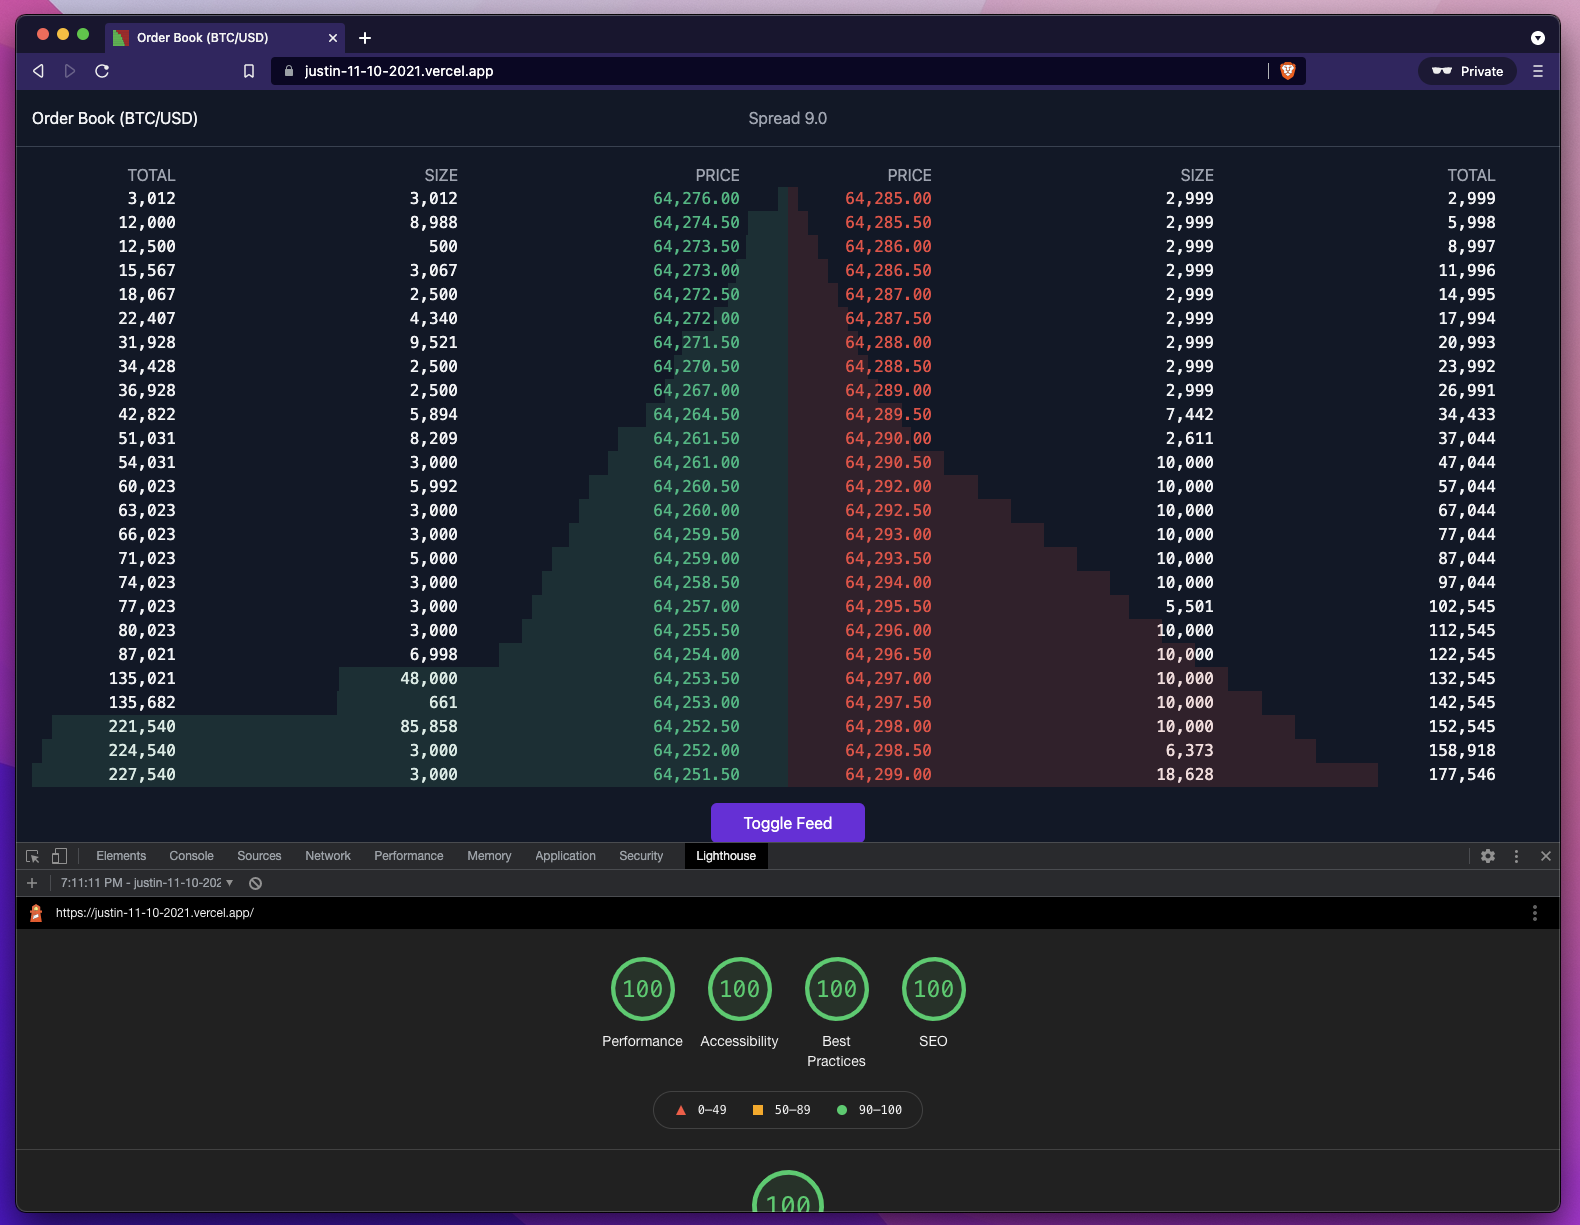 Order Book (BTC/USD)
justin-11-10-2021.vercel.app
Private
Order Book (BTC/USD) Spread 9.0
TOTAL SIZE PRICE PRICE SIZE TOTAL
3,012 3,012 64,276.00 64,285.00 2,999 2,999
12,000 8,988 64,274.50 64,285.50 2,999 5,998
12,500 500 64,273.50 64,286.00 2,999 8,997
15,567 3,067 64,273.00 64,286.50 2,999 11,996
18,067 2,500 64,272.50 64,287.00 2,999 14,995
22,407 4,340 64,272.00 64,287.50 2,999 17,994
31,928 9,521 64,271.50 64,288.00 2,999 20,993
34,428 2,500 64,270.50 64,288.50 2,999 23,992
36,928 2,500 64,267.00 64,289.00 2,999 26,991
42,822 5,894 64,264.50 64,289.50 7,442 34,433
51,031 8,209 64,261.50 64,290.00 2,611 37,044
54,031 3,000 64,261.00 64,290.50 10,000 47,044
60,023 5,992 64,260.50 64,292.00 10,000 57,044
63,023 3,000 64,260.00 64,292.50 10,000 67,044
66,023 3,000 64,259.50 64,293.00 10,000 77,044
71,023 5,000 64,259.00 64,293.50 10,000 87,044
74,023 3,000 64,258.50 64,294.00 10,000 97,044
77,023 3,000 64,257.00 64,295.50 5,501 102,545
80,023 3,000 64,255.50 64,296.00 10,000 112,545
87,021 6,998 64,254.00 64,296.50 10,000 122,545
135,021 48,000 64,253.50 64,297.00 10,000 132,545
135,682 661 64,253.00 64,297.50 10,000 142,545
221,540 85,858 64,252.50 64,298.00 10,000 152,545
224,540 3,000 64,252.00 64,298.50 6,373 158,918
227,540 3,000 64,251.50 64,299.00 18,628 177,546
Toggle Feed
Elements Console Sources Network Performance Memory Application Security Lighthouse
7:11:11 PM - justin-11-10-202
https://justin-11-10-2021.vercel.app/
100 100 100 100
Performance Accessibility Best Practices SEO
0–49 50–89 90–100
100